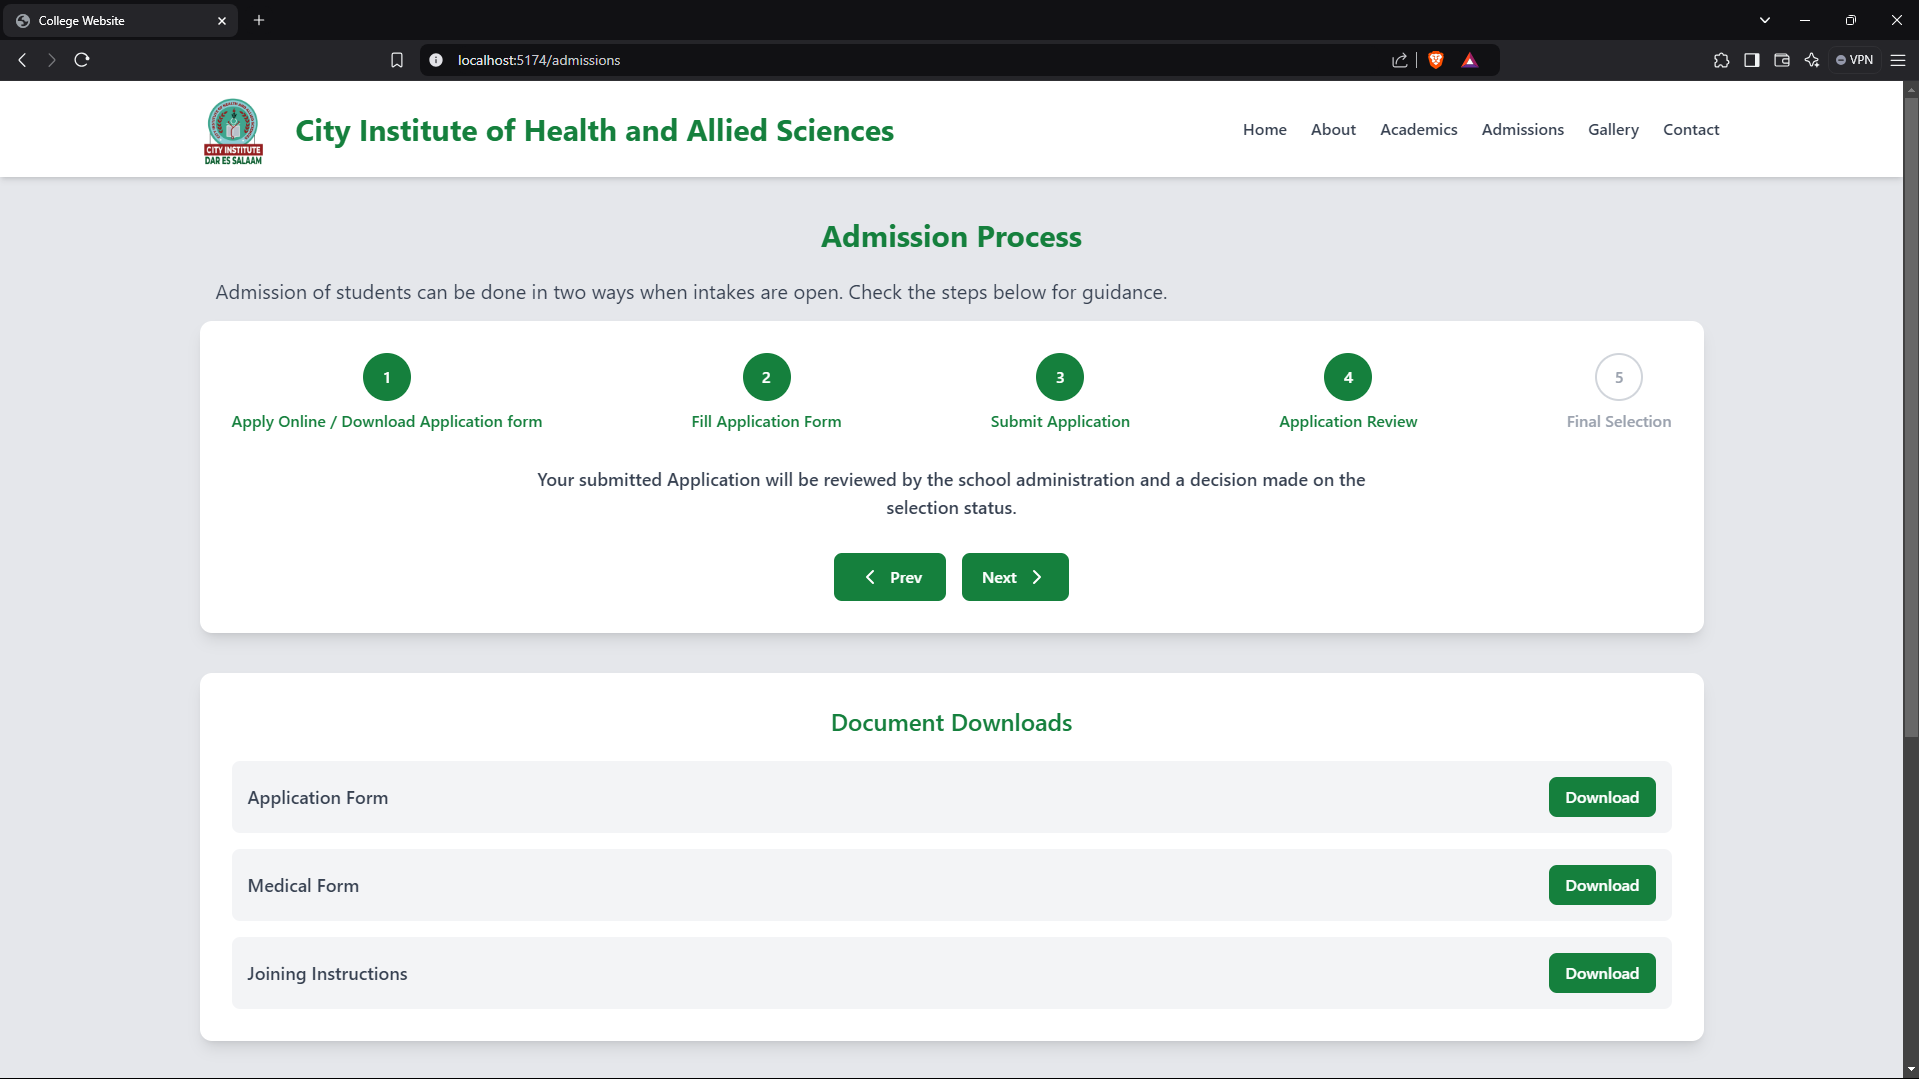 College Website
localhost:5174/admissions
VPN
CITY INSTITUTE
DAR ES SALAAM
City Institute of Health and Allied Sciences
Home About Academics Admissions Gallery Contact
Admission Process
Admission of students can be done in two ways when intakes are open. Check the steps below for guidance.
1 2 3 4 5
Apply Online / Download Application form Fill Application Form Submit Application Application Review Final Selection
Your submitted Application will be reviewed by the school administration and a decision made on the
selection status.
Prev Next
Document Downloads
Application Form Download
Medical Form Download
Joining Instructions Download